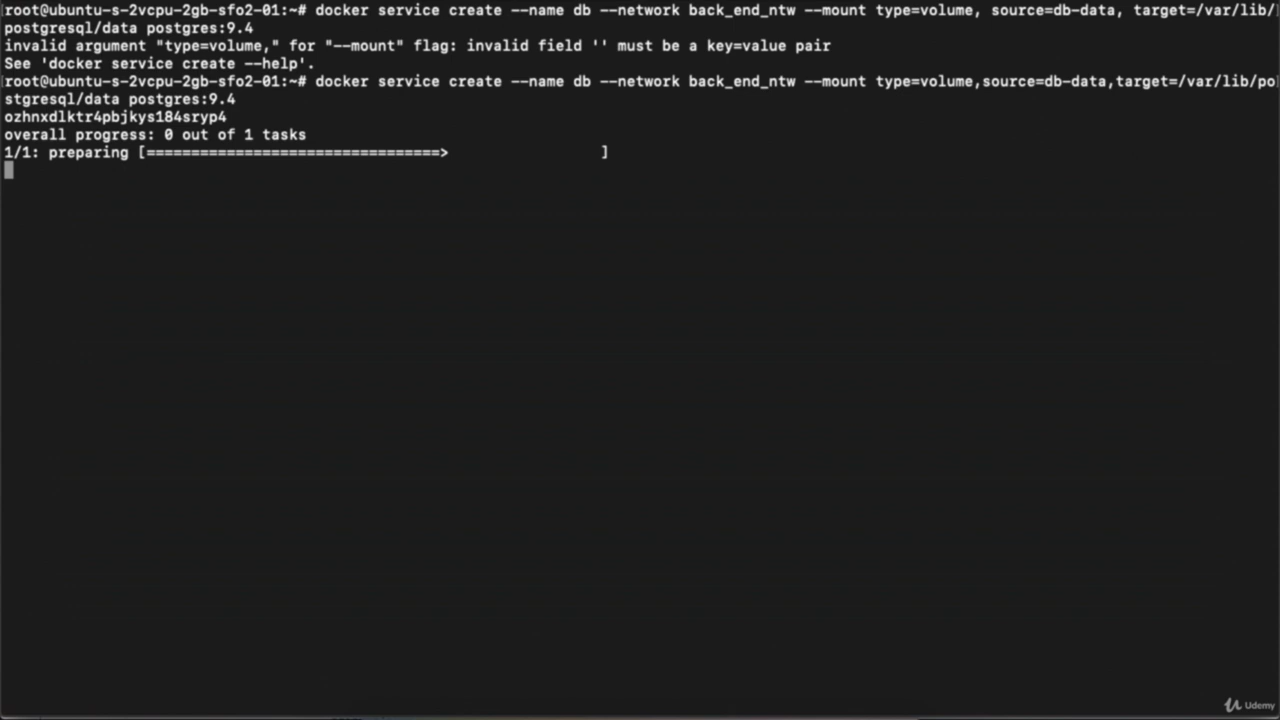 root@ubuntu-s-2vcpu-2gb-sfo2-01:~# docker service create --name db --network back_end_ntw --mount type=volume, source=db-data, target=/var/lib/
postgresql/data postgres:9.4
invalid argument "type=volume," for "--mount" flag: invalid field '' must be a key=value pair
See 'docker service create --help'.
root@ubuntu-s-2vcpu-2gb-sfo2-01:~# docker service create --name db --network back_end_ntw --mount type=volume,source=db-data,target=/var/lib/po
stgresql/data postgres:9.4
ozhnxdlktr4pbjkys184sryp4
overall progress: 0 out of 1 tasks
1/1: preparing [=================================>                 ]
Udemy